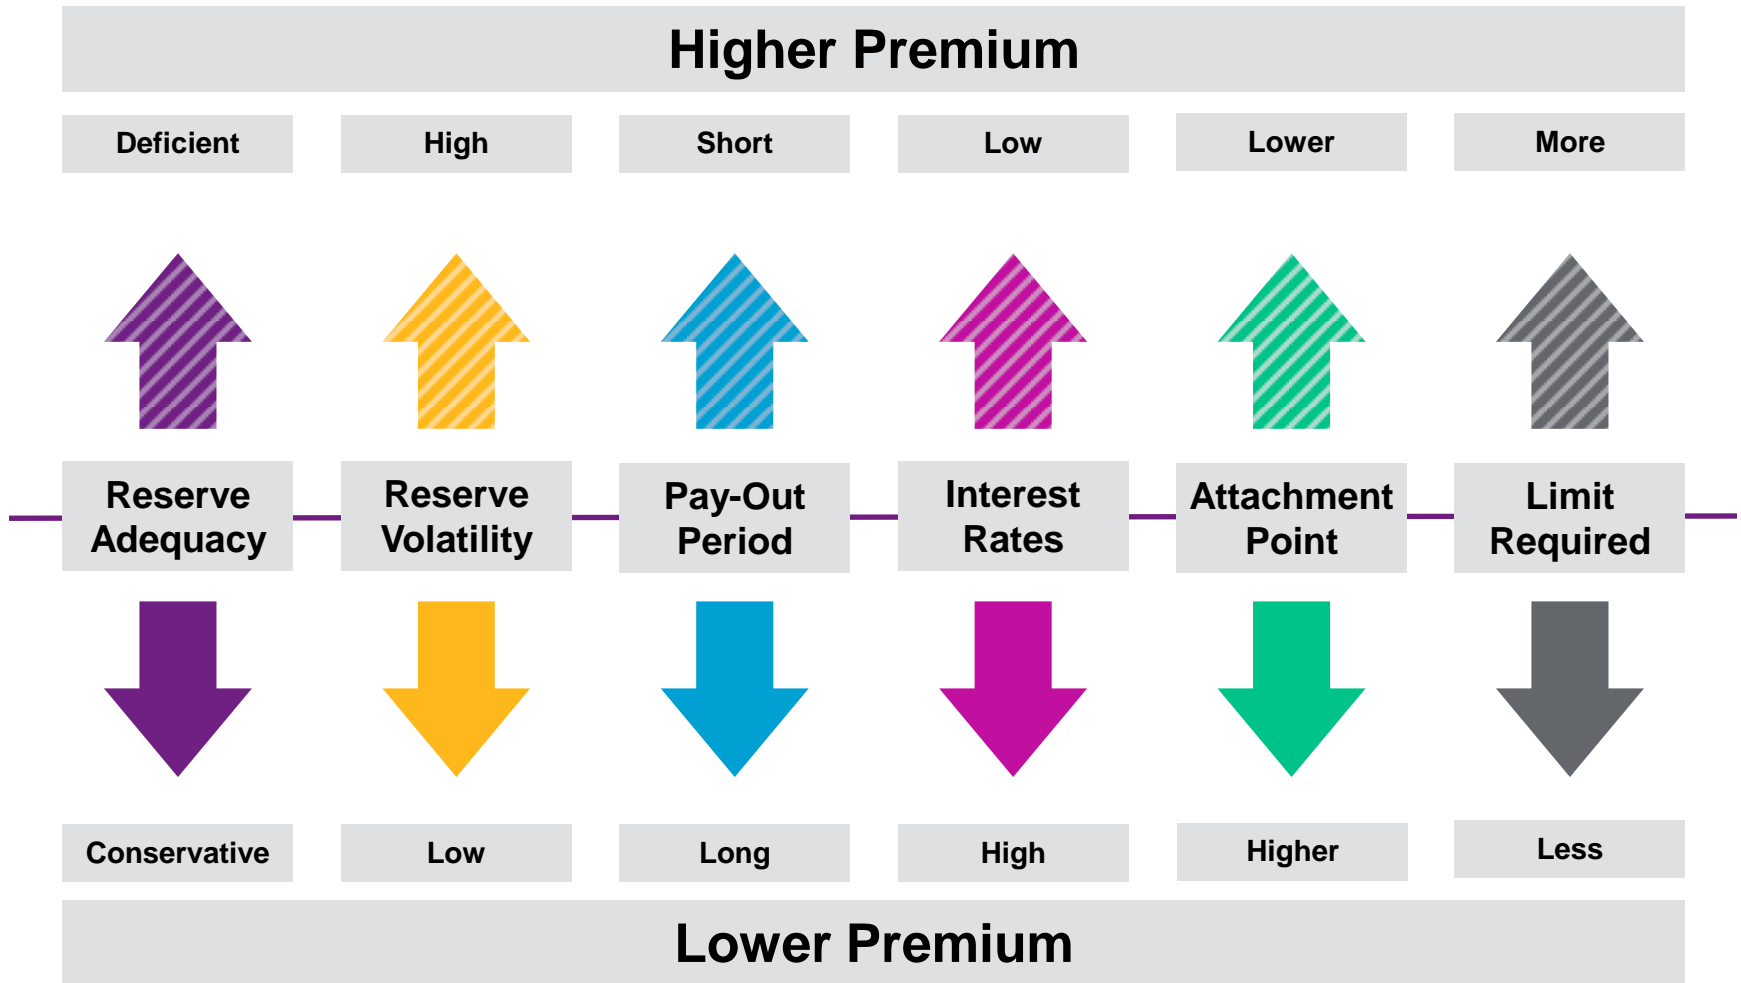 Higher Premium
Deficient
High
Short
Low
Lower
More
Reserve
Adequacy
Reserve
Volatility
Pay-Out
Period
Interest
Rates
Attachment
Point
Limit
Required
Conservative
Low
Long
High
Higher
Less
Lower Premium